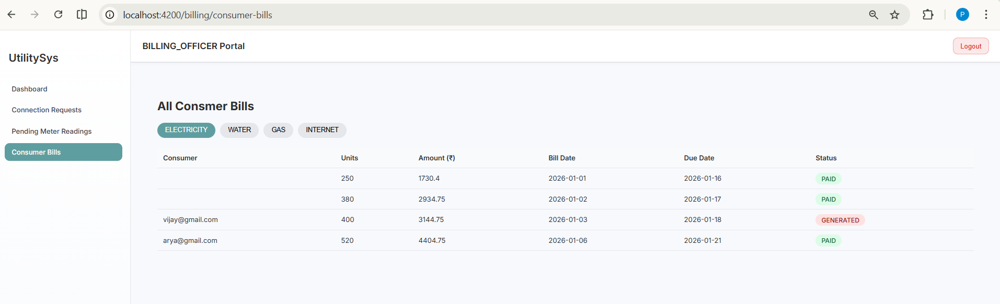 localhost:4200/billing/consumer-bills
P
UtilitySys
BILLING_OFFICER Portal
Logout
Dashboard
Connection Requests
Pending Meter Readings
Consumer Bills
All Consmer Bills
ELECTRICITY WATER GAS INTERNET
Consumer Units Amount (₹) Bill Date Due Date Status
250 1730.4 2026-01-01 2026-01-16 PAID
380 2934.75 2026-01-02 2026-01-17 PAID
vijay@gmail.com 400 3144.75 2026-01-03 2026-01-18 GENERATED
arya@gmail.com 520 4404.75 2026-01-06 2026-01-21 PAID